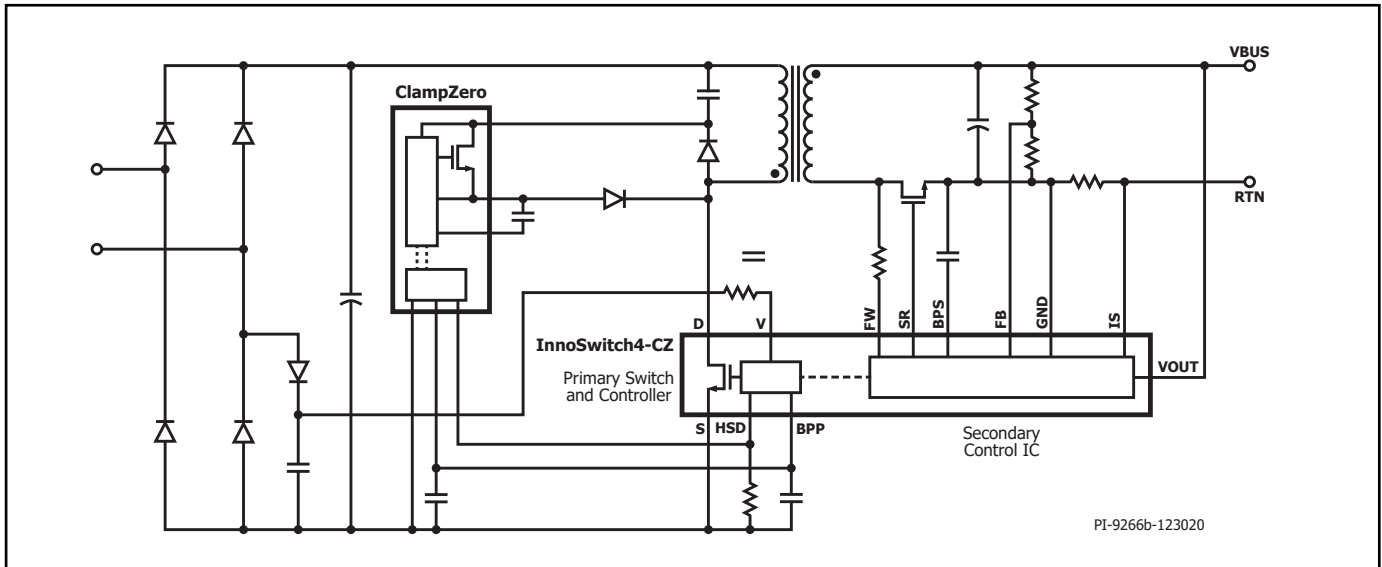 VBUS
ClampZero
RTN
FW
SR
BPS
FB
GND
IS
D
V
InnoSwitch4-CZ
VOUT
Primary Switch
and Controller
S
HSD
BPP
Secondary
Control IC
PI-9266b-123020